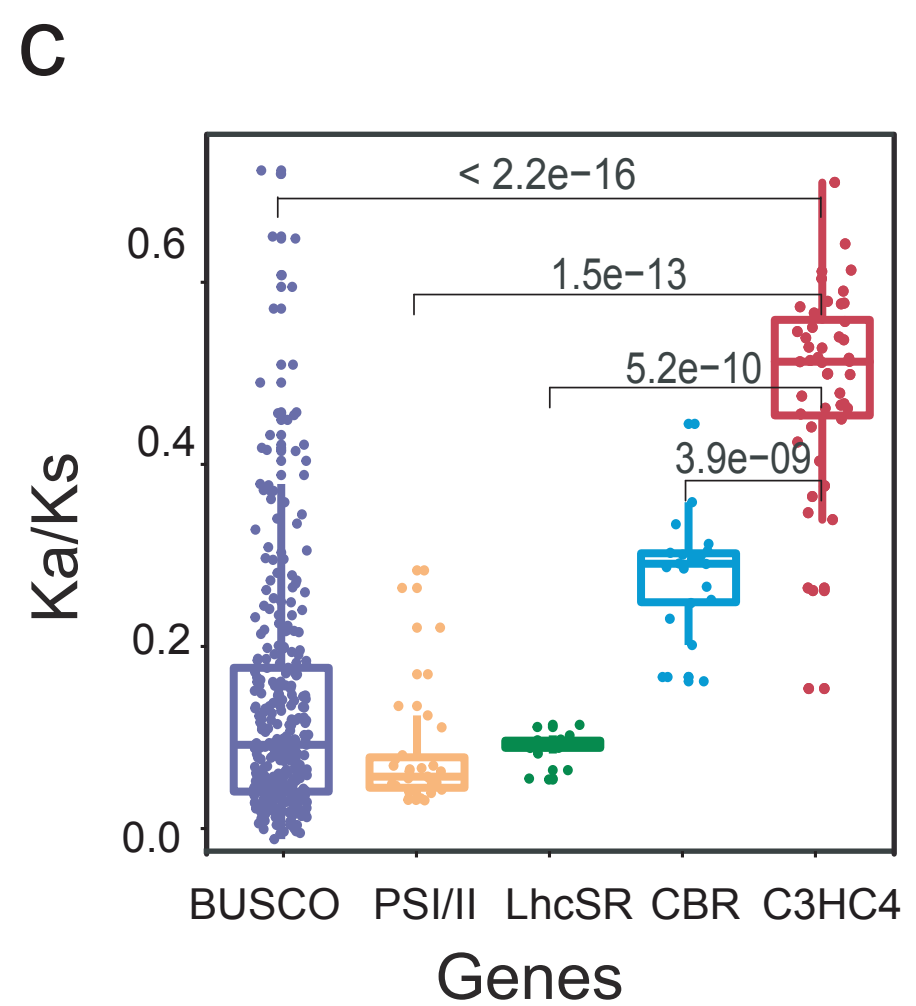 C
< 2.2e−16
0.6
1.5e−13
5.2e−10
0.4
3.9e−09
Ka/Ks
0.2
0.0
BUSCO PSI/II LhcSR CBR C3HC4
Genes